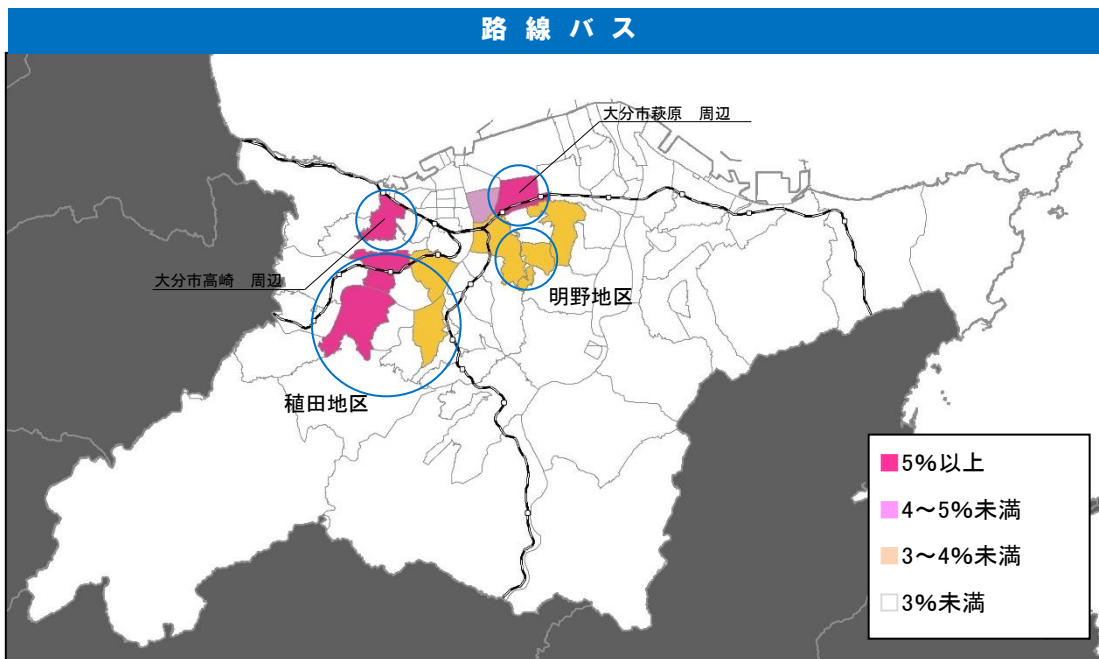 路線バス
大分市萩原 周辺
大分市高崎 周辺
明野地区
稙田地区
5%以上
4～5%未満
3～4%未満
3%未満